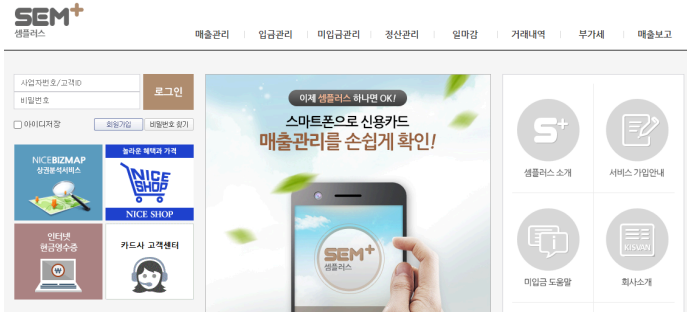 SEM+
셈플러스
매출관리
입금관리
미입금관리
정산관리
일마감
거래내역
부가세
매출보고
사업자번호/고객ID
비밀번호
로그인
아이디저장
회원가입
비밀번호 찾기
NICEBIZMAP
상권분석서비스
놀라운 혜택과 가격
NICE
SHOP
NICE SHOP
인터넷
현금영수증
₩
카드사 고객센터
이제 셈플러스 하나면 OK!
스마트폰으로 신용카드
매출관리를 손쉽게 확인!
SEM+
셈플러스
S+
셈플러스 소개
서비스 가입안내
미입금 도움말
KISVAN
회사소개